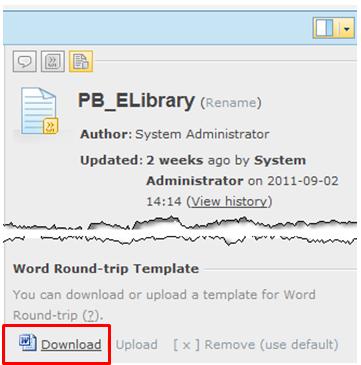 PB_ELibrary (Rename)
Author: System Administrator
Updated: 2 weeks ago by System
Administrator on 2011-09-02
14:14 (View history)
Word Round-trip Template
You can download or upload a template for Word
Round-trip (?).
Download Upload [ x ] Remove (use default)